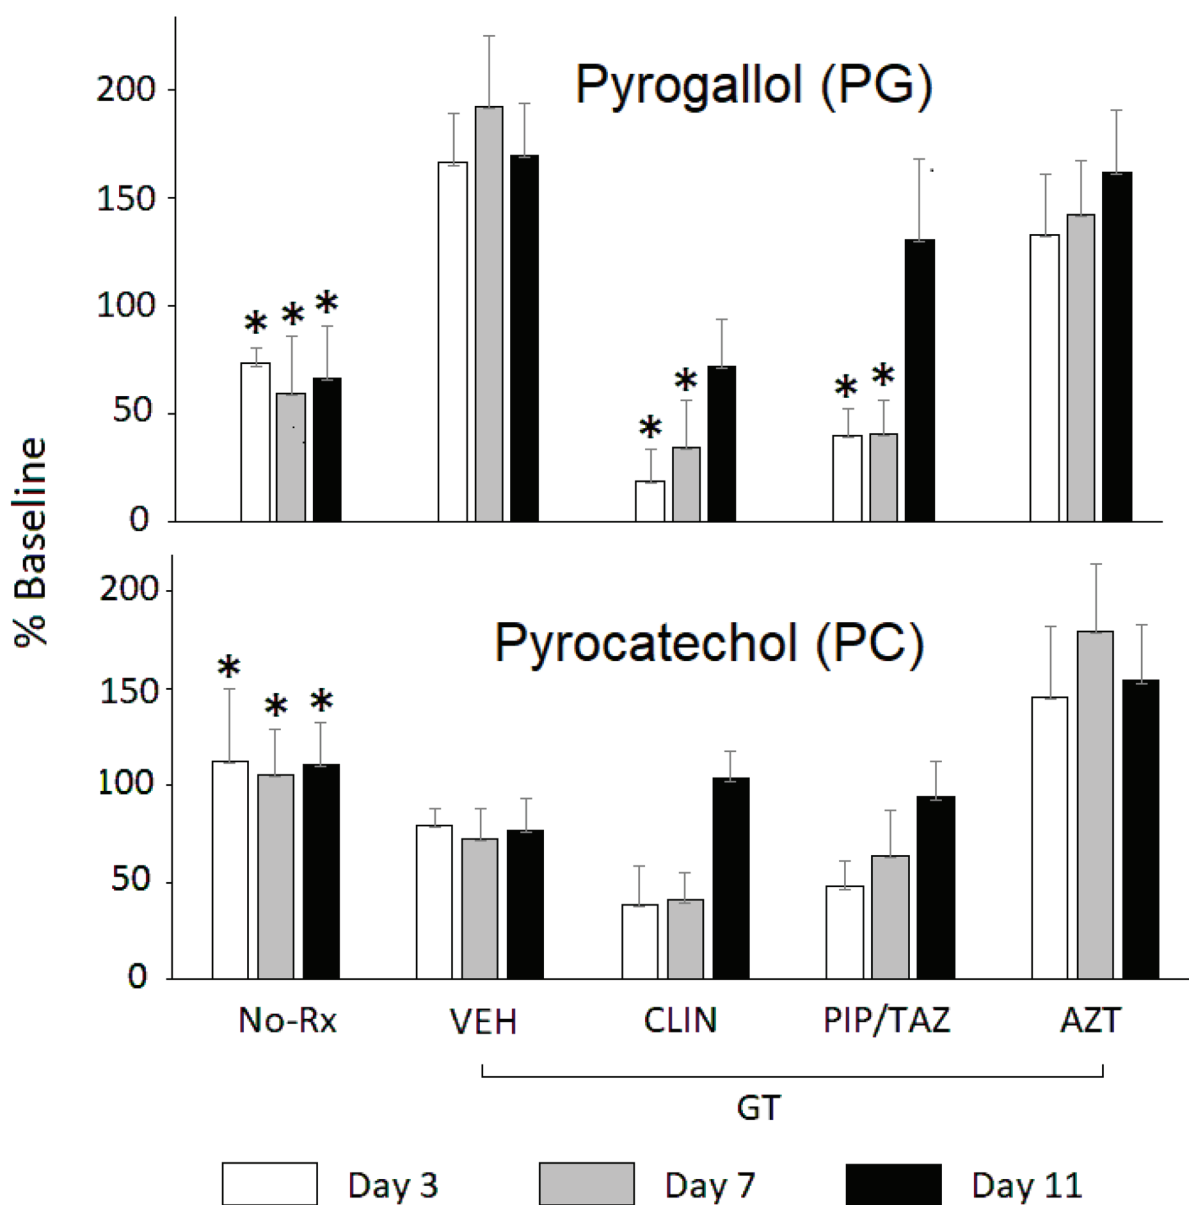 Pyrogallol (PG)
200
150
100
50
0
* * *
* *
* *
% Baseline
Pyrocatechol (PC)
200
150
100
50
0
* * *
No-Rx VEH CLIN PIP/TAZ AZT
GT
Day 3 Day 7 Day 11